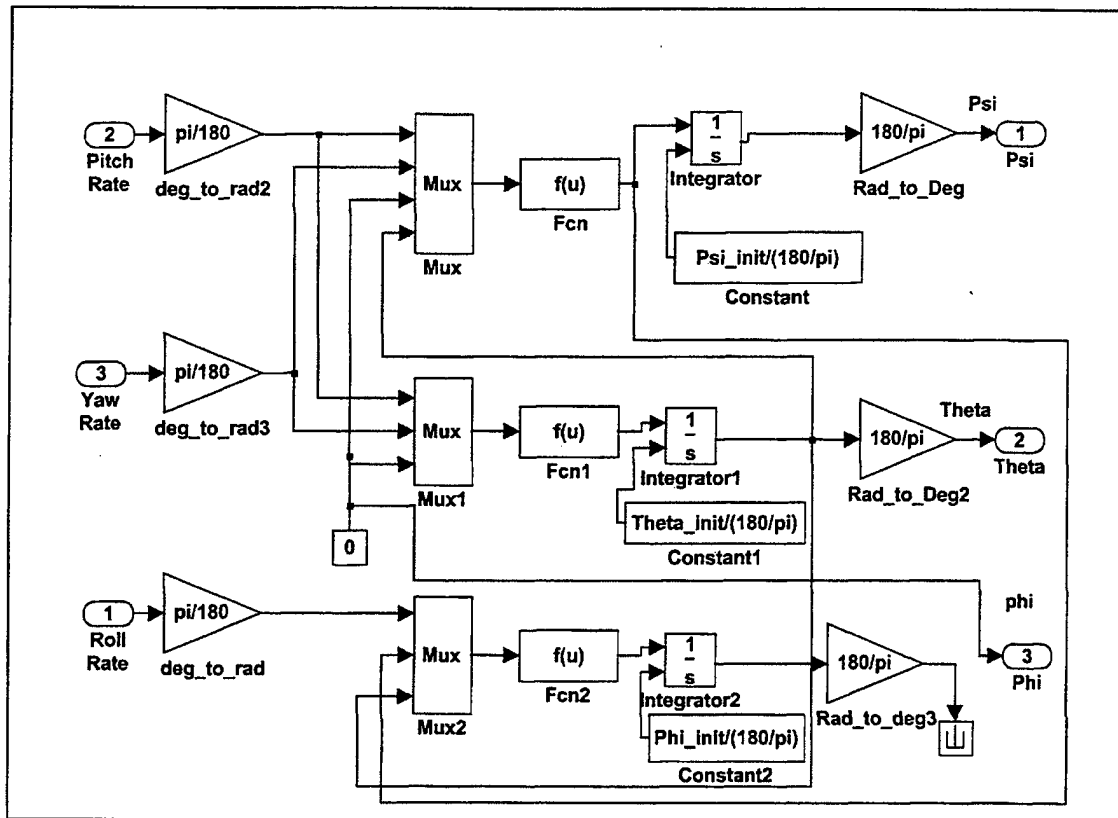 2
Pitch
Rate
pi/180
deg_to_rad2
Mux
Mux
f(u)
Fcn
1
s
Integrator
180/pi
Rad_to_Deg
Psi
1
Psi
Psi_init/(180/pi)
Constant
3
Yaw
Rate
pi/180
deg_to_rad3
Mux
Mux1
f(u)
Fcn1
1
s
Integrator1
180/pi
Rad_to_Deg2
Theta
2
Theta
Theta_init/(180/pi)
Constant1
0
1
Roll
Rate
pi/180
deg_to_rad
Mux
Mux2
f(u)
Fcn2
1
s
Integrator2
180/pi
Rad_to_deg3
phi
3
Phi
Phi_init/(180/pi)
Constant2